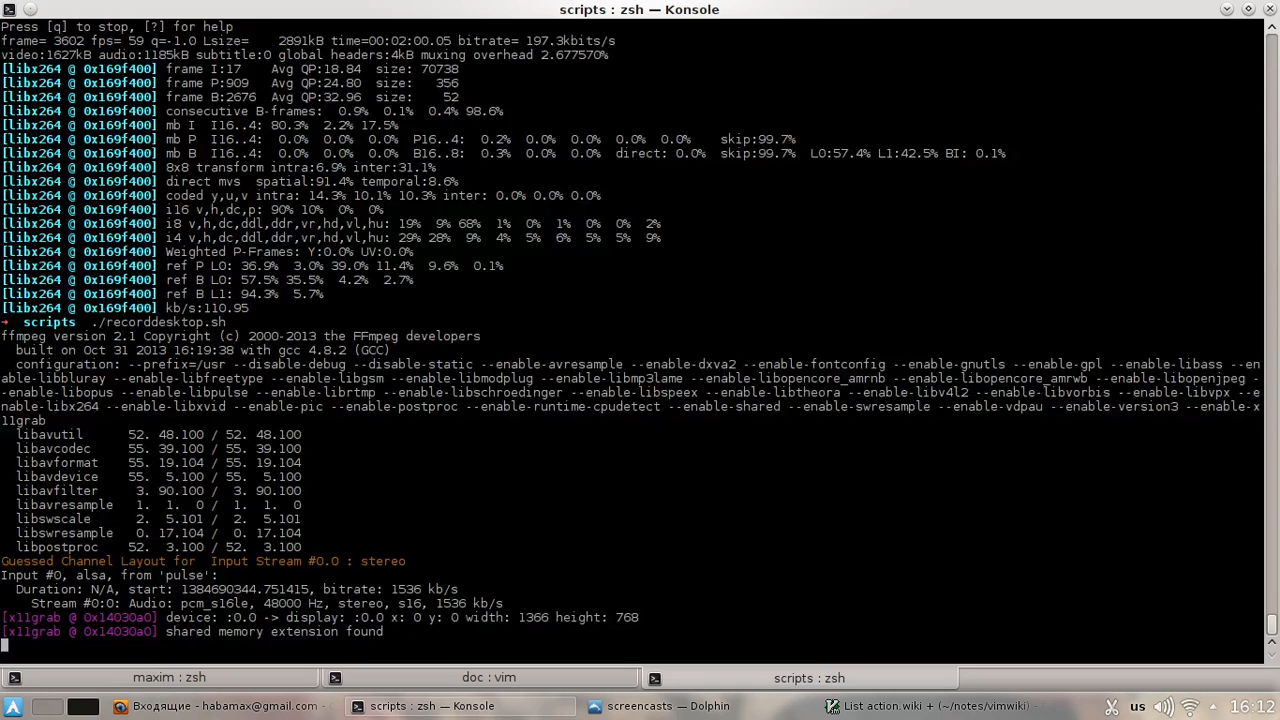 scripts : zsh — Konsole
Press [q] to stop, [?] for help
frame= 3602 fps= 59 q=-1.0 Lsize=    2891kB time=00:02:00.05 bitrate= 197.3kbits/s
video:1627kB audio:1185kB subtitle:0 global headers:4kB muxing overhead 2.677570%
[libx264 @ 0x169f400] frame I:17    Avg QP:18.84  size: 70738
[libx264 @ 0x169f400] frame P:909   Avg QP:24.80  size:   356
[libx264 @ 0x169f400] frame B:2676  Avg QP:32.96  size:    52
[libx264 @ 0x169f400] consecutive B-frames:  0.9%  0.1%  0.4% 98.6%
[libx264 @ 0x169f400] mb I  I16..4: 80.3%  2.2% 17.5%
[libx264 @ 0x169f400] mb P  I16..4:  0.0%  0.0%  0.0%  P16..4:  0.2%  0.0%  0.0%  0.0%  0.0%    skip:99.7%
[libx264 @ 0x169f400] mb B  I16..4:  0.0%  0.0%  0.0%  B16..8:  0.3%  0.0%  0.0%  direct: 0.0%  skip:99.7%  L0:57.4% L1:42.5% BI: 0.1%
[libx264 @ 0x169f400] 8x8 transform intra:6.9% inter:31.1%
[libx264 @ 0x169f400] direct mvs  spatial:91.4% temporal:8.6%
[libx264 @ 0x169f400] coded y,u,v intra: 14.3% 10.1% 10.3% inter: 0.0% 0.0% 0.0%
[libx264 @ 0x169f400] i16 v,h,dc,p: 90% 10%  0%  0%
[libx264 @ 0x169f400] i8 v,h,dc,ddl,ddr,vr,hd,vl,hu: 19%  9% 68%  1%  0%  1%  0%  0%  2%
[libx264 @ 0x169f400] i4 v,h,dc,ddl,ddr,vr,hd,vl,hu: 29% 28%  9%  4%  5%  6%  5%  5%  9%
[libx264 @ 0x169f400] Weighted P-Frames: Y:0.0% UV:0.0%
[libx264 @ 0x169f400] ref P L0: 36.9%  3.0% 39.0% 11.4%  9.6%  0.1%
[libx264 @ 0x169f400] ref B L0: 57.5% 35.5%  4.2%  2.7%
[libx264 @ 0x169f400] ref B L1: 94.3%  5.7%
[libx264 @ 0x169f400] kb/s:110.95
➜  scripts  ./recorddesktop.sh
ffmpeg version 2.1 Copyright (c) 2000-2013 the FFmpeg developers
  built on Oct 31 2013 16:19:38 with gcc 4.8.2 (GCC)
  configuration: --prefix=/usr --disable-debug --disable-static --enable-avresample --enable-dxva2 --enable-fontconfig --enable-gnutls --enable-gpl --enable-libass --en
able-libbluray --enable-libfreetype --enable-libgsm --enable-libmodplug --enable-libmp3lame --enable-libopencore_amrnb --enable-libopencore_amrwb --enable-libopenjpeg -
-enable-libopus --enable-libpulse --enable-librtmp --enable-libschroedinger --enable-libspeex --enable-libtheora --enable-libv4l2 --enable-libvorbis --enable-libvpx --e
nable-libx264 --enable-libxvid --enable-pic --enable-postproc --enable-runtime-cpudetect --enable-shared --enable-swresample --enable-vdpau --enable-version3 --enable-x
11grab
  libavutil      52. 48.100 / 52. 48.100
  libavcodec     55. 39.100 / 55. 39.100
  libavformat    55. 19.104 / 55. 19.104
  libavdevice    55.  5.100 / 55.  5.100
  libavfilter     3. 90.100 /  3. 90.100
  libavresample   1.  1.  0 /  1.  1.  0
  libswscale      2.  5.101 /  2.  5.101
  libswresample   0. 17.104 /  0. 17.104
  libpostproc    52.  3.100 / 52.  3.100
Guessed Channel Layout for  Input Stream #0.0 : stereo
Input #0, alsa, from 'pulse':
  Duration: N/A, start: 1384690344.751415, bitrate: 1536 kb/s
    Stream #0:0: Audio: pcm_s16le, 48000 Hz, stereo, s16, 1536 kb/s
[x11grab @ 0x14030a0] device: :0.0 -> display: :0.0 x: 0 y: 0 width: 1366 height: 768
[x11grab @ 0x14030a0] shared memory extension found
maxim : zsh
doc : vim
scripts : zsh
Входящие - habamax@gmail.com -
scripts : zsh — Konsole
screencasts — Dolphin
List.action.wiki + (~/notes/vimwiki) -
us
16:12